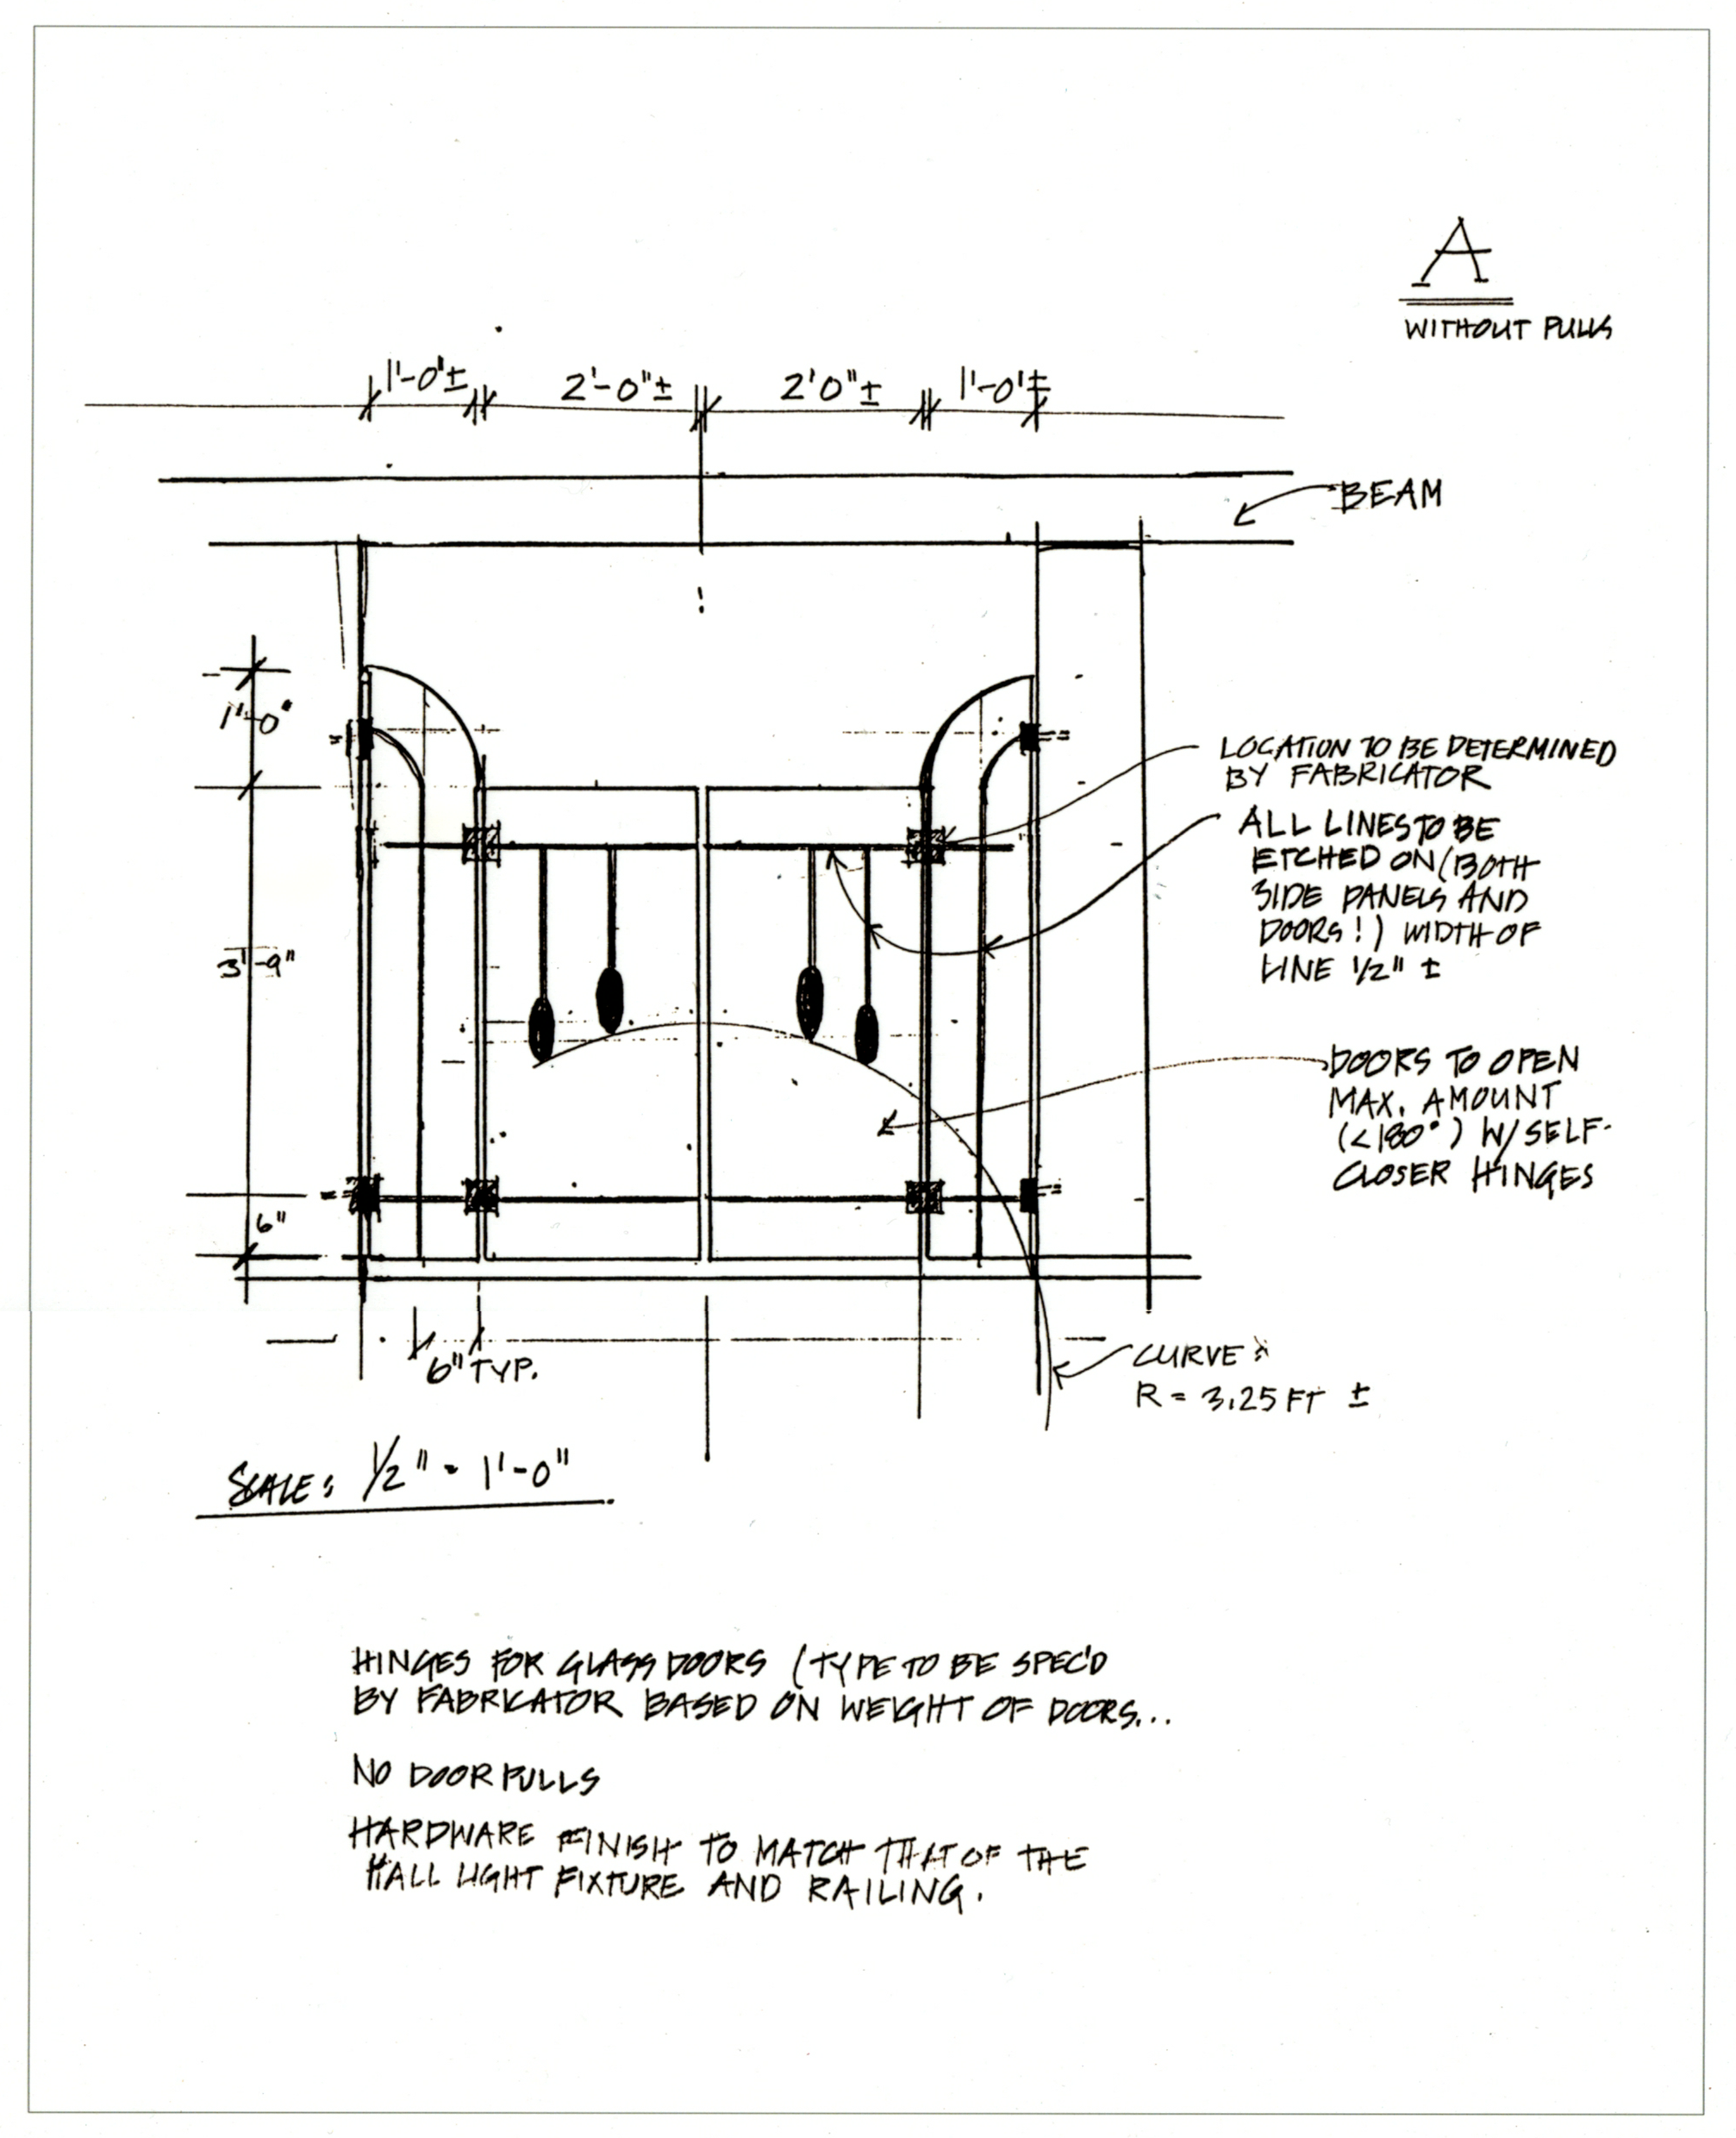 A
WITHOUT PULLS
1'-0"± 2'-0"± 2'0"± 1'-0"±
BEAM
1'-0"
LOCATION TO BE DETERMINED
BY FABRICATOR
ALL LINES TO BE
ETCHED ON (BOTH
SIDE PANELS AND
DOORS!) WIDTH OF
LINE 1/2" ±
3'-9"
DOORS TO OPEN
MAX. AMOUNT
(<180°) W/ SELF-
CLOSER HINGES
6"
6" TYP.
CURVE:
R = 3.25 FT ±
SCALE: 1/2" = 1'-0"
HINGES FOR GLASS DOORS (TYPE TO BE SPEC'D
BY FABRICATOR BASED ON WEIGHT OF DOORS...
NO DOOR PULLS
HARDWARE FINISH TO MATCH THAT OF THE
HALL LIGHT FIXTURE AND RAILING.